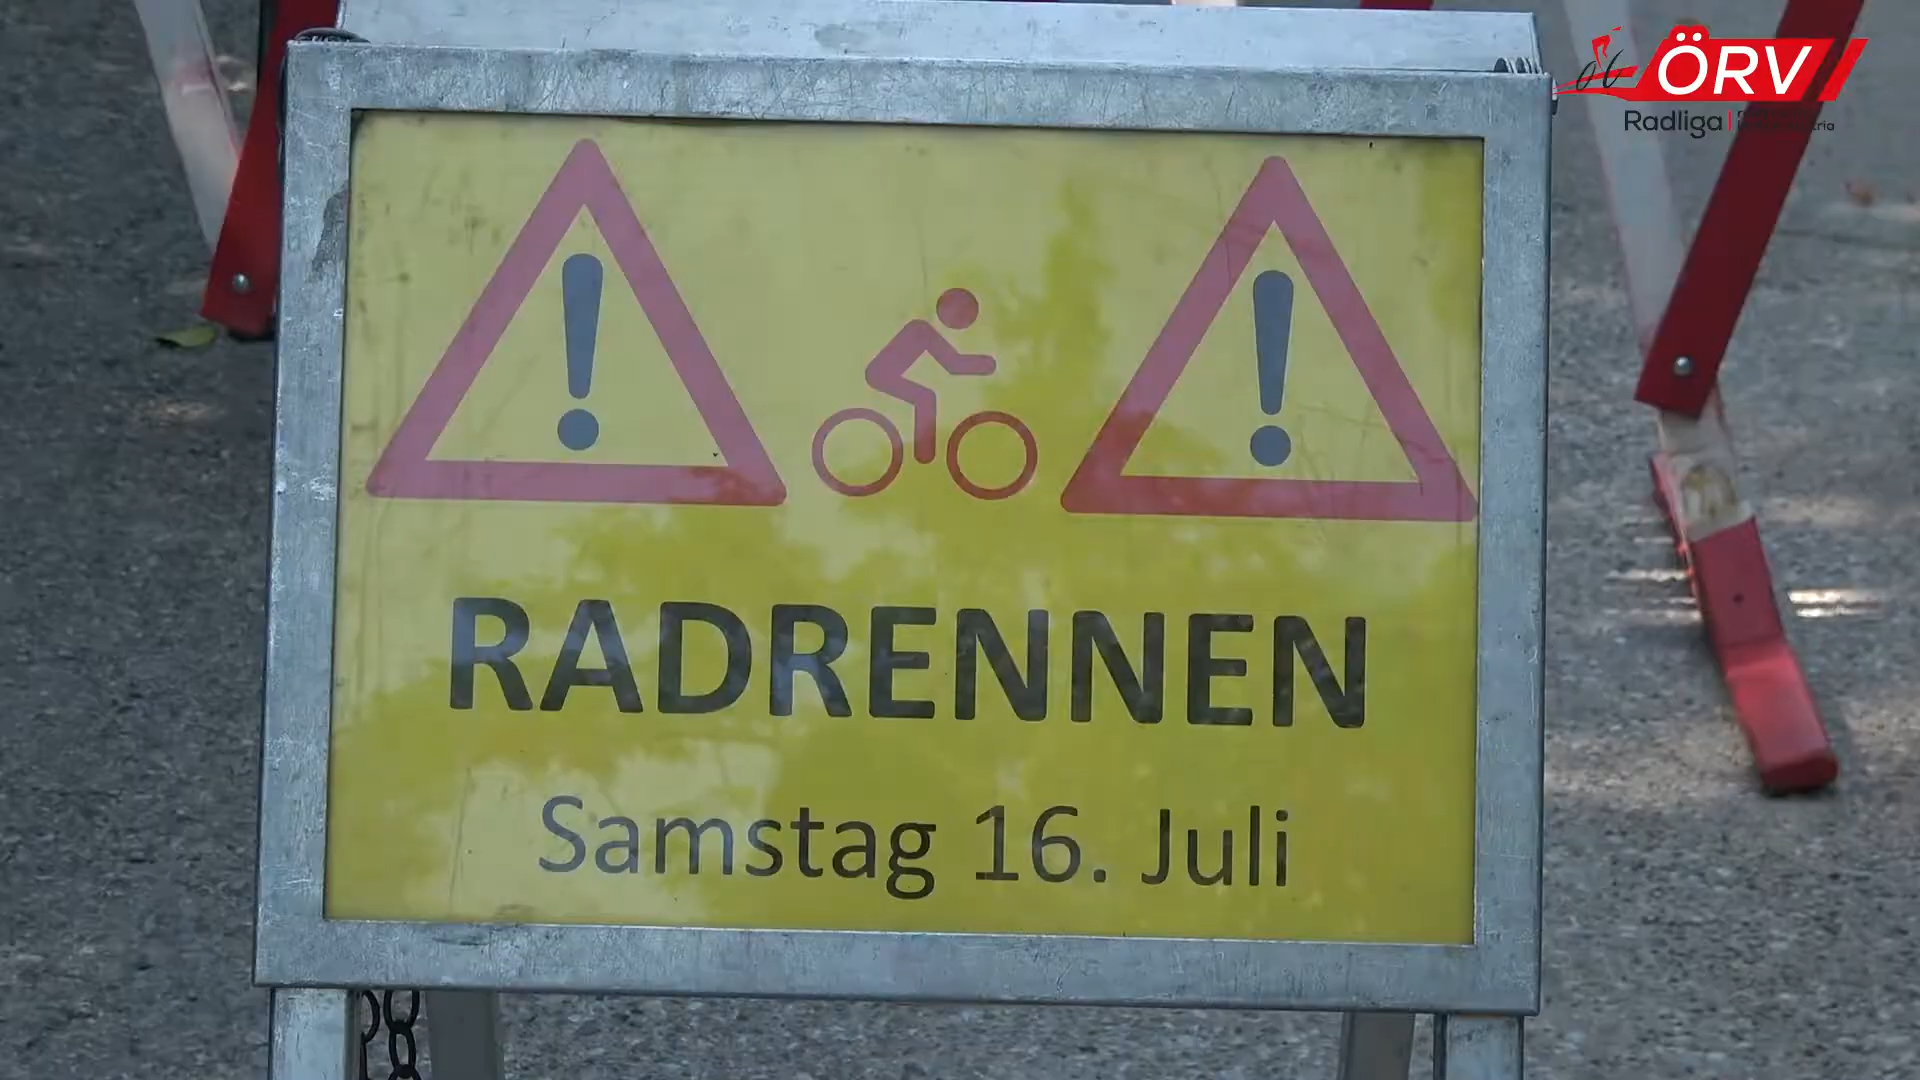 ÖRV
Radliga
!
!
RADRENNEN
Samstag 16. Juli